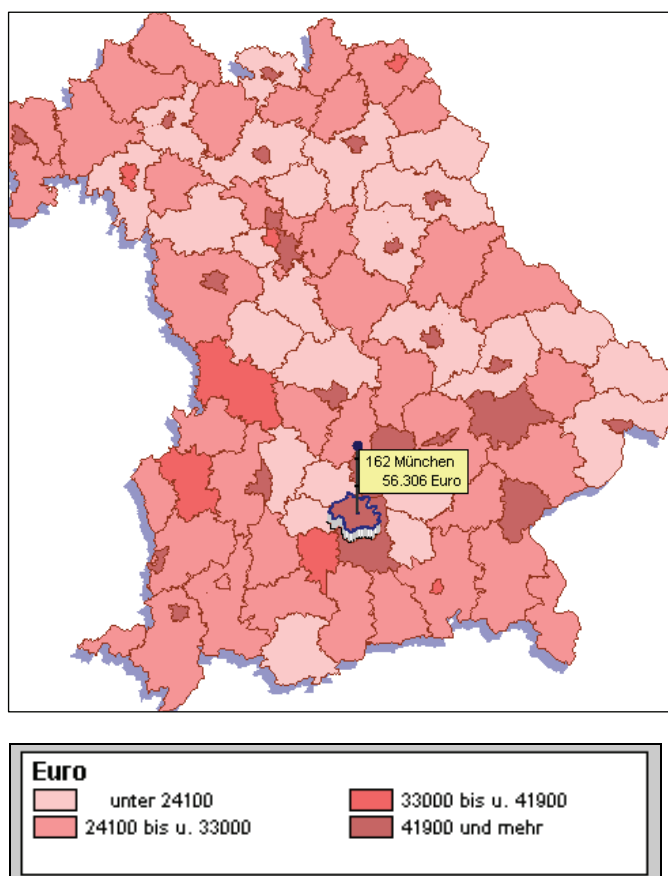 162 München
56.306 Euro
Euro
unter 24100
33000 bis u. 41900
24100 bis u. 33000
41900 und mehr